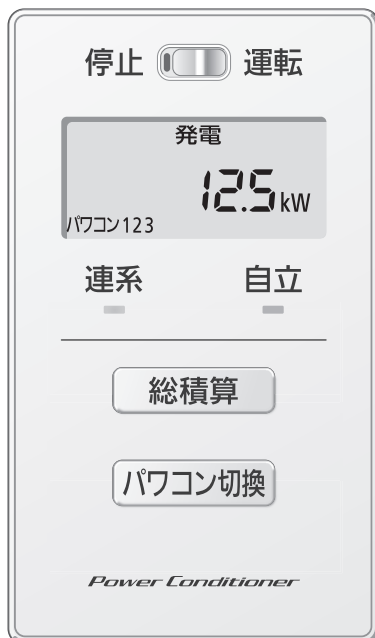 停止 運転
発電
12.5kW
パワコン123
連系 自立
総積算
パワコン切換
Power Conditioner